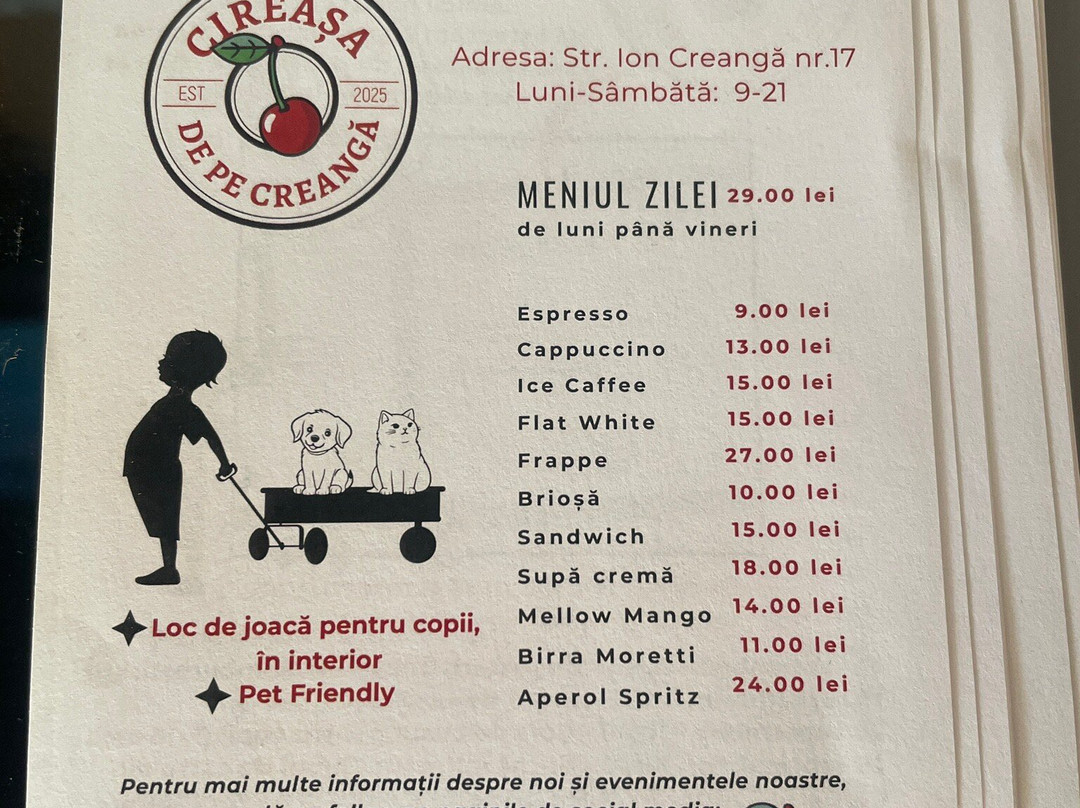 CIREAȘA
EST 2025
DE PE CREANGĂ
Adresa: Str. Ion Creangă nr.17
Luni-Sâmbătă: 9-21
MENIUL ZILEI 29.00 lei
de luni până vineri
Espresso 9.00 lei
Cappuccino 13.00 lei
Ice Caffee 15.00 lei
Flat White 15.00 lei
Frappe 27.00 lei
Brioșă 10.00 lei
Sandwich 15.00 lei
Supă cremă 18.00 lei
Mellow Mango 14.00 lei
Birra Moretti 11.00 lei
Aperol Spritz 24.00 lei
Loc de joacă pentru copii,
în interior
Pet Friendly
Pentru mai multe informații despre noi și evenimentele noastre,
social media: